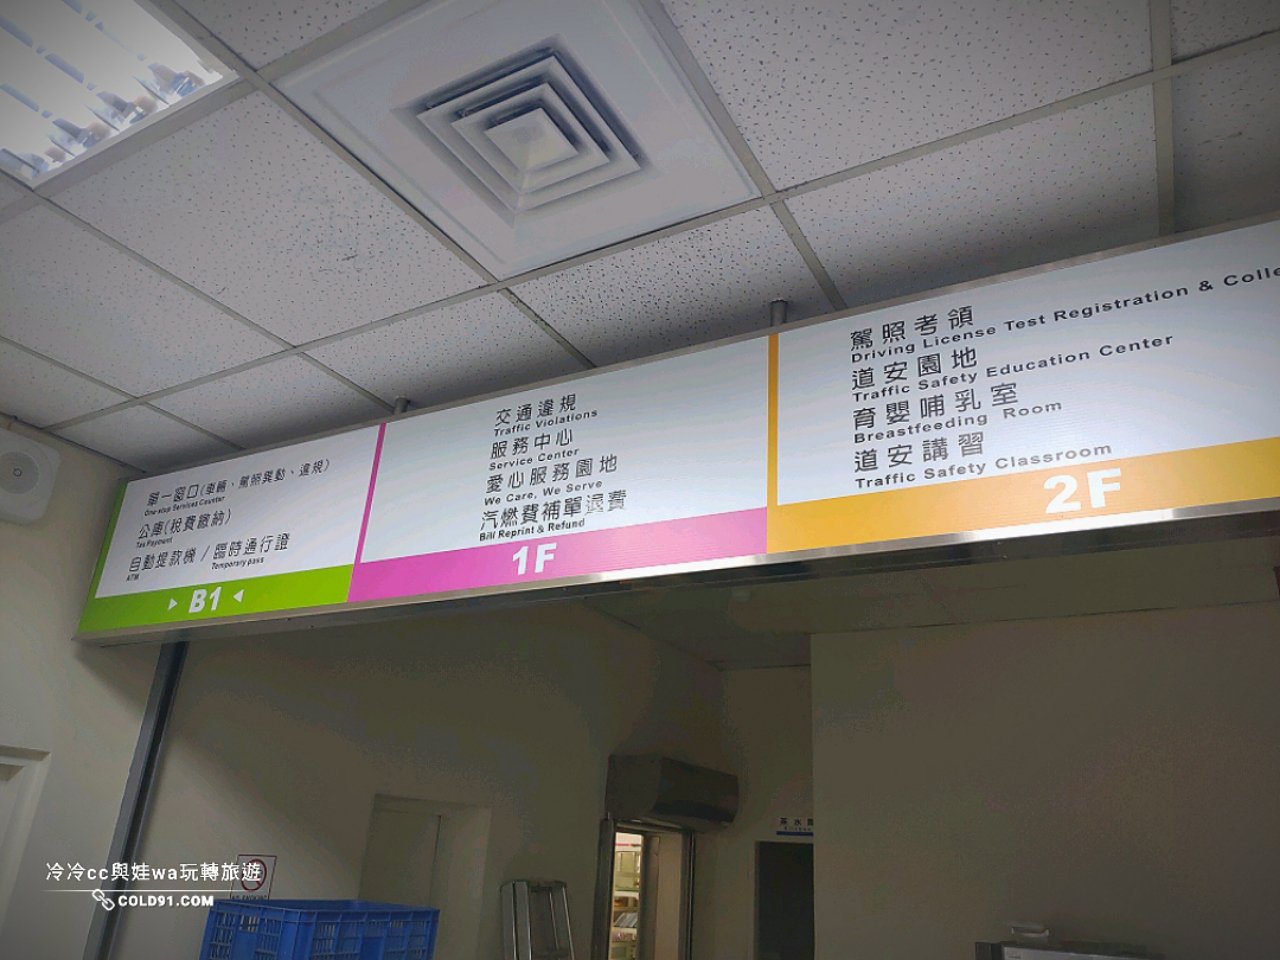 單一窗口(車輛、駕照異動、違規)
One-stop Services Counter
公庫(稅費繳納)
Tax Payment
自動提款機 / 臨時通行證
ATM Temporary pass
B1
交通違規
Traffic Violations
服務中心
Service Center
愛心服務園地
We Care, We Serve
汽燃費補單退費
Bill Reprint & Refund
1F
駕照考領
Driving License Test Registration & Colle
道安園地
Traffic Safety Education Center
育嬰哺乳室
Breastfeeding Room
道安講習
Traffic Safety Classroom
2F
茶水
冷冷cc與娃wa玩轉旅遊
COLD91.COM